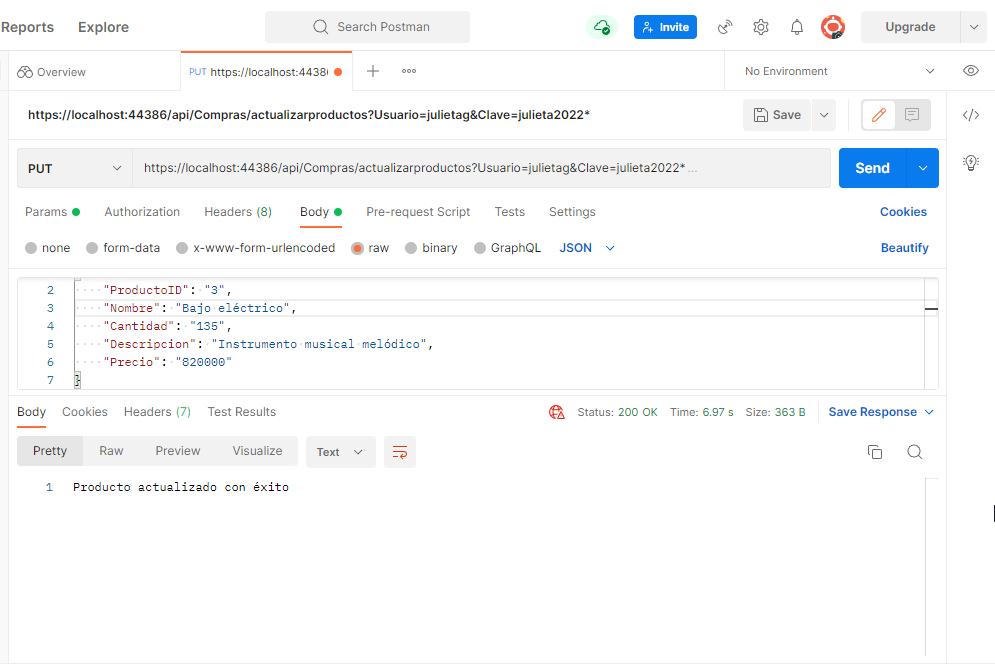 Reports Explore Search Postman Invite Upgrade
Overview PUT https://localhost:4438 No Environment
https://localhost:44386/api/Compras/actualizarproductos?Usuario=julietag&Clave=julieta2022* Save
PUT https://localhost:44386/api/Compras/actualizarproductos?Usuario=julietag&Clave=julieta2022* ... Send
Params Authorization Headers (8) Body Pre-request Script Tests Settings Cookies
none form-data x-www-form-urlencoded raw binary GraphQL JSON Beautify
2 "ProductoID": "3",
3 "Nombre": "Bajo eléctrico",
4 "Cantidad": "135",
5 "Descripcion": "Instrumento musical melódico",
6 "Precio": "820000"
7 }
Body Cookies Headers (7) Test Results Status: 200 OK Time: 6.97 s Size: 363 B Save Response
Pretty Raw Preview Visualize Text
1 Producto actualizado con éxito